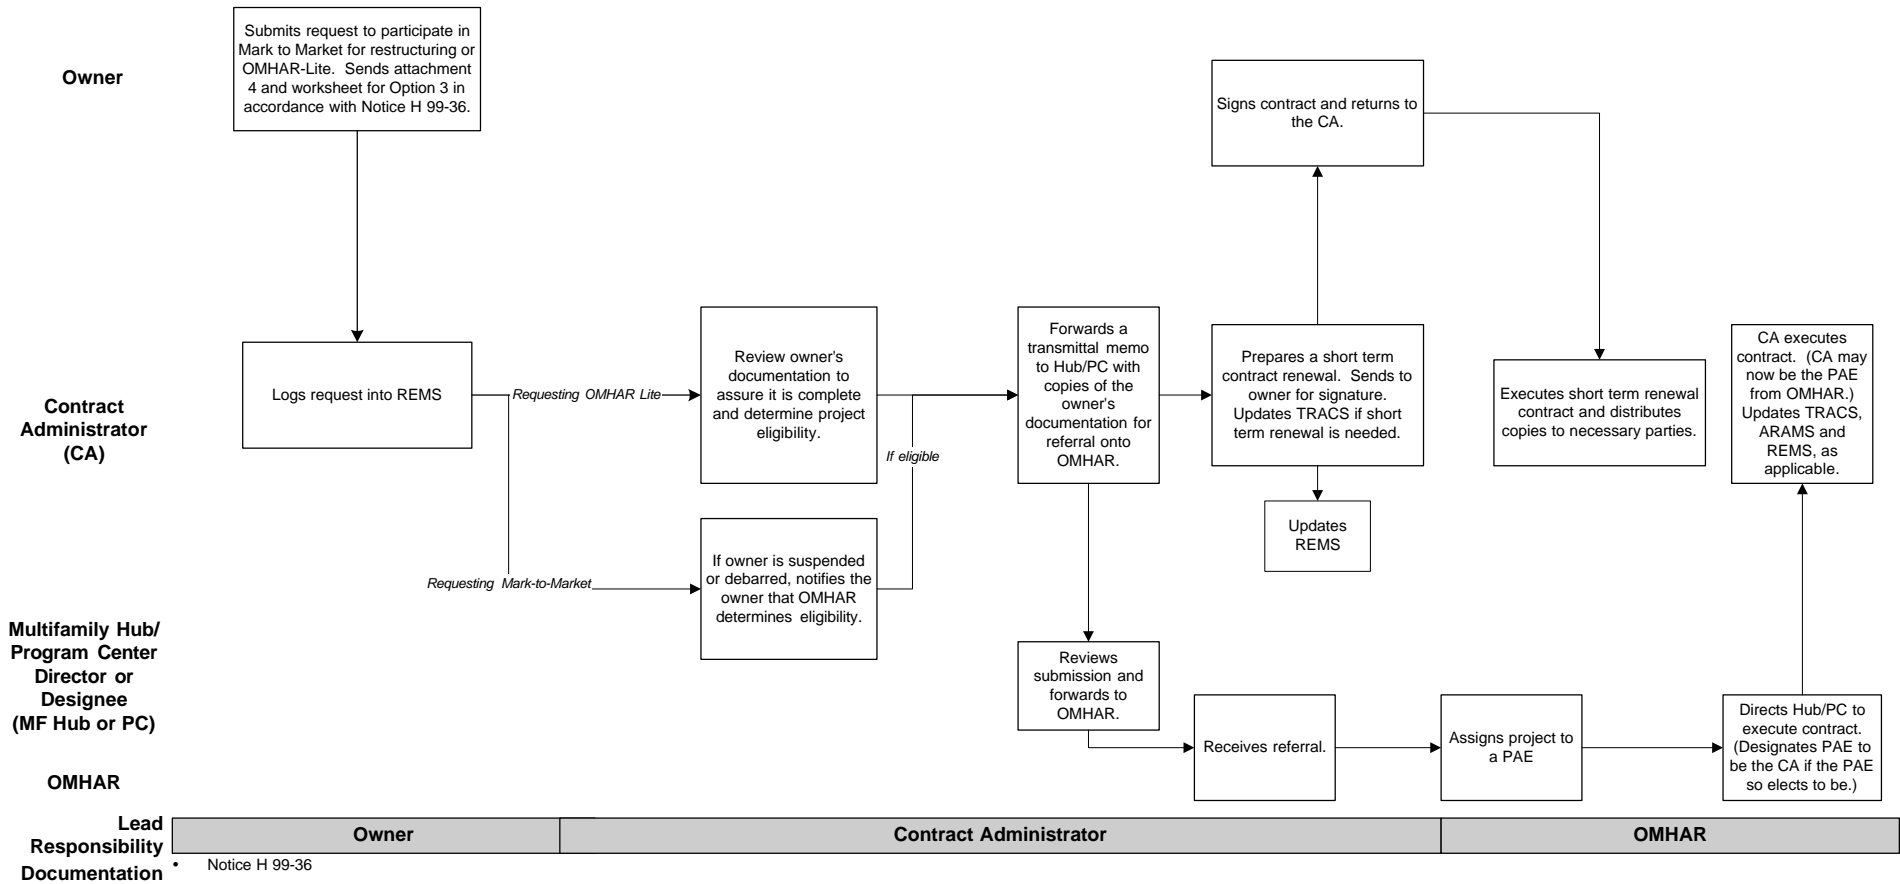 Owner
Submits request to participate in
Mark to Market for restructuring or
OMHAR-Lite. Sends attachment
4 and worksheet for Option 3 in
accordance with Notice H 99-36.
Signs contract and returns to
the CA.
Contract
Administrator
(CA)
Logs request into REMS
Requesting OMHAR Lite
Requesting Mark-to-Market
Review owner's
documentation to
assure it is complete
and determine project
eligibility.
If owner is suspended
or debarred, notifies the
owner that OMHAR
determines eligibility.
If eligible
Forwards a
transmittal memo
to Hub/PC with
copies of the
owner's
documentation for
referral onto
OMHAR.
Prepares a short term
contract renewal. Sends to
owner for signature.
Updates TRACS if short
term renewal is needed.
Updates
REMS
Executes short term renewal
contract and distributes
copies to necessary parties.
CA executes
contract. (CA may
now be the PAE
from OMHAR.)
Updates TRACS,
ARAMS and
REMS, as
applicable.
Multifamily Hub/
Program Center
Director or
Designee
(MF Hub or PC)
Reviews
submission and
forwards to
OMHAR.
OMHAR
Receives referral.
Assigns project to
a PAE
Directs Hub/PC to
execute contract.
(Designates PAE to
be the CA if the PAE
so elects to be.)
Lead
Responsibility
Owner
Contract Administrator
OMHAR
Documentation
• Notice H 99-36